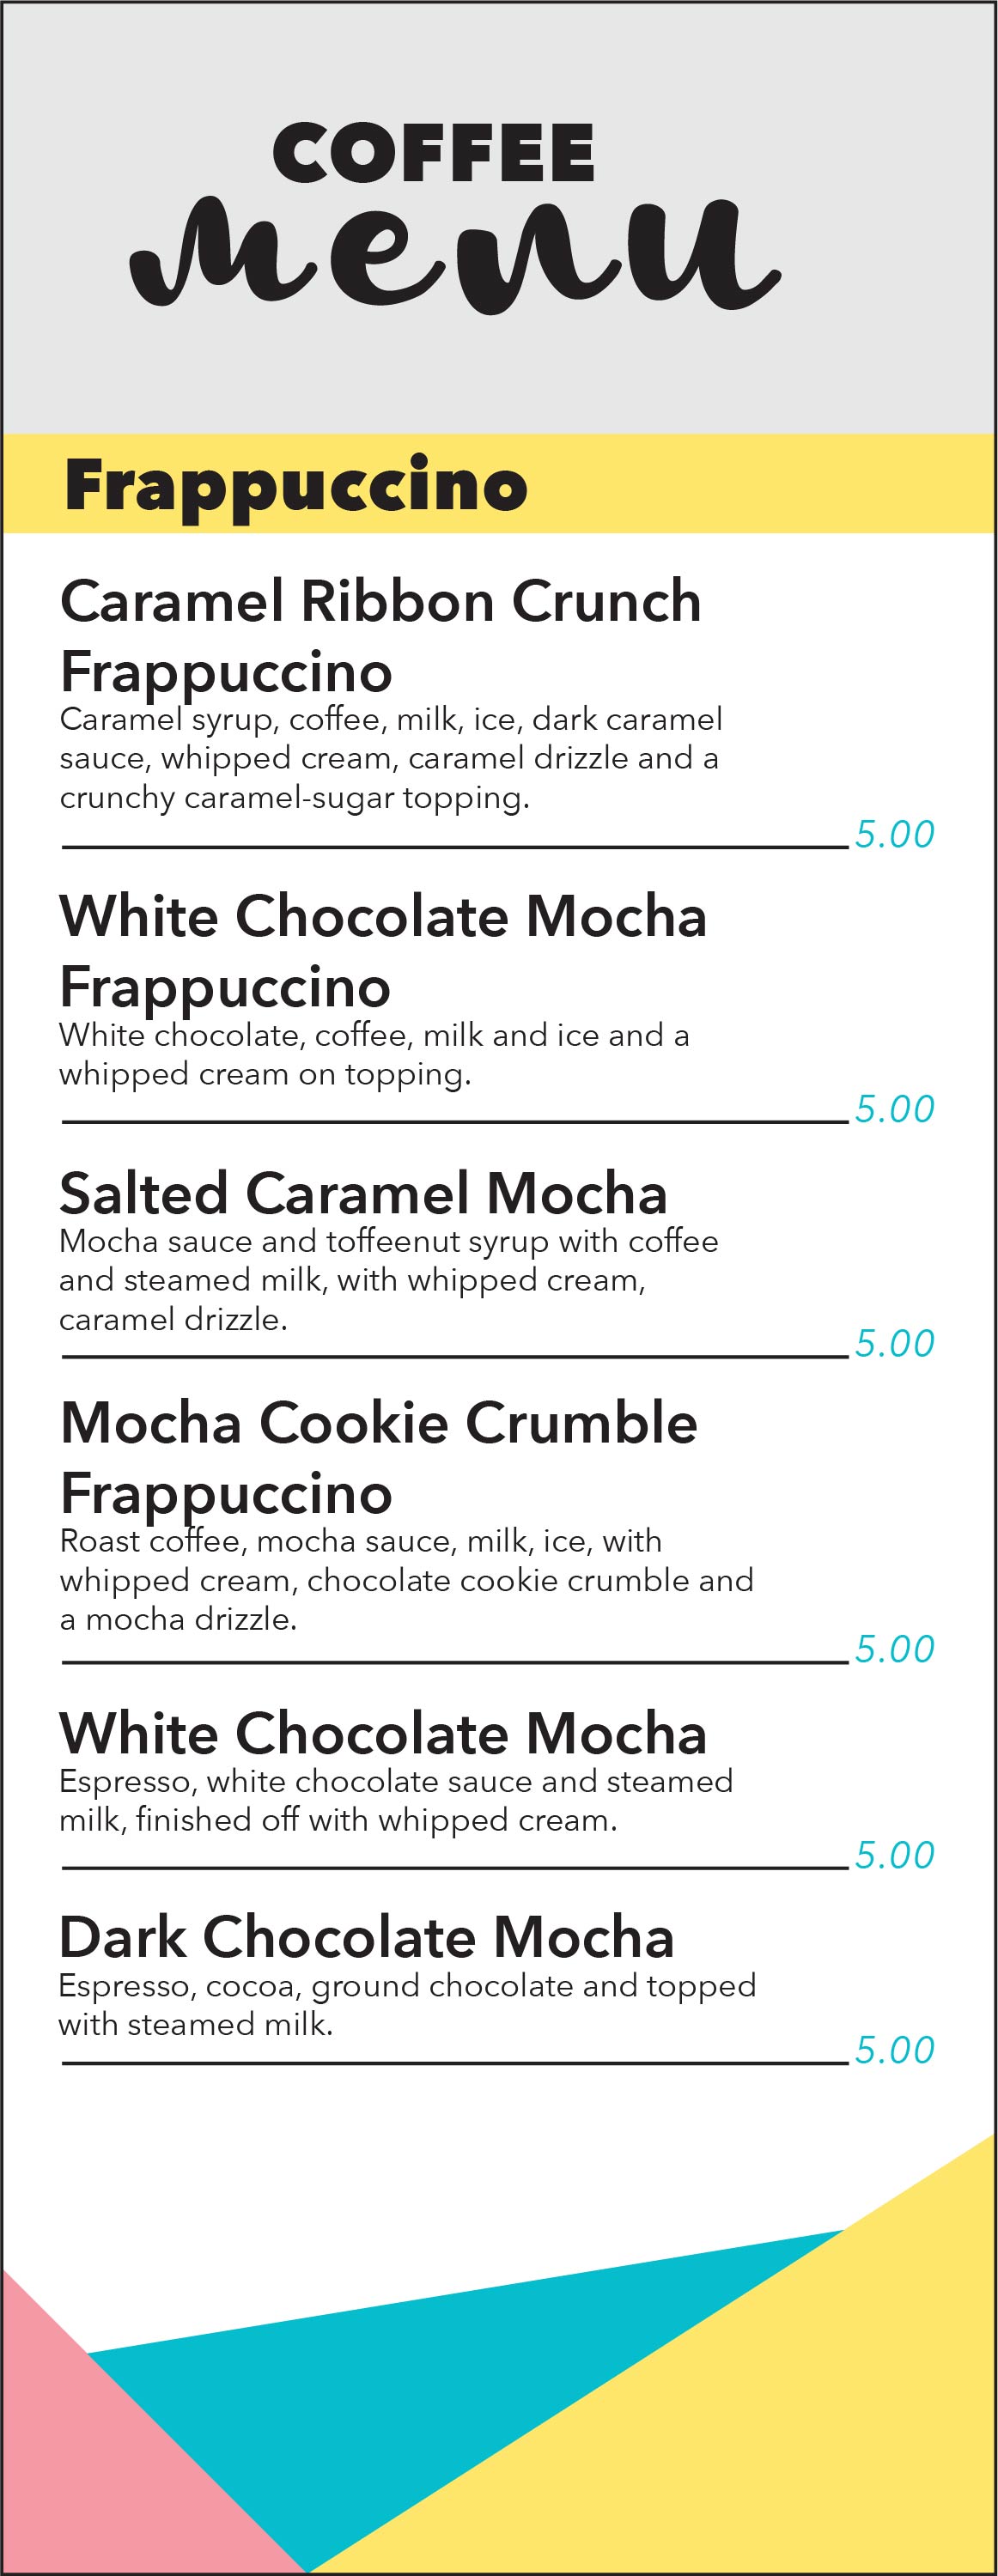 COFFEE
menu
Frappuccino
Caramel Ribbon Crunch
Frappuccino
Caramel syrup, coffee, milk, ice, dark caramel
sauce, whipped cream, caramel drizzle and a
crunchy caramel-sugar topping.
5.00
White Chocolate Mocha
Frappuccino
White chocolate, coffee, milk and ice and a
whipped cream on topping.
5.00
Salted Caramel Mocha
Mocha sauce and toffeenut syrup with coffee
and steamed milk, with whipped cream,
caramel drizzle.
5.00
Mocha Cookie Crumble
Frappuccino
Roast coffee, mocha sauce, milk, ice, with
whipped cream, chocolate cookie crumble and
a mocha drizzle.
5.00
White Chocolate Mocha
Espresso, white chocolate sauce and steamed
milk, finished off with whipped cream.
5.00
Dark Chocolate Mocha
Espresso, cocoa, ground chocolate and topped
with steamed milk.
5.00